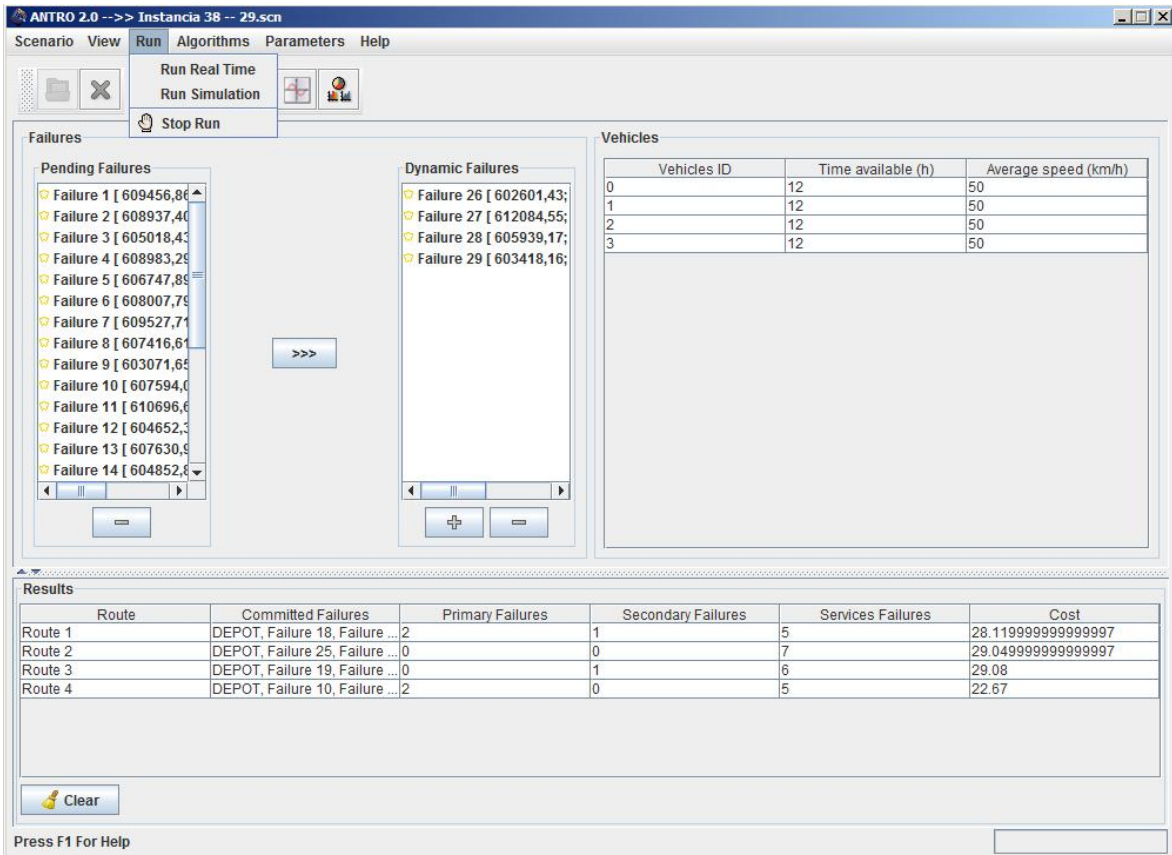 ANTRO 2.0 -->> Instancia 38 -- 29.scn
Scenario View Run Algorithms Parameters Help
Run Real Time
Run Simulation
Stop Run
Failures
Pending Failures
Failure 1 [ 609456,86
Failure 2 [ 608937,40
Failure 3 [ 605018,43
Failure 4 [ 608983,29
Failure 5 [ 606747,89
Failure 6 [ 608007,79
Failure 7 [ 609527,71
Failure 8 [ 607416,61
Failure 9 [ 603071,65
Failure 10 [ 607594,0
Failure 11 [ 610696,6
Failure 12 [ 604652,3
Failure 13 [ 607630,9
Failure 14 [ 604852,8
>>>
Dynamic Failures
Failure 26 [ 602601,43;
Failure 27 [ 612084,55;
Failure 28 [ 605939,17;
Failure 29 [ 603418,16;
Vehicles
Vehicles ID Time available (h) Average speed (km/h)
0 12 50
1 12 50
2 12 50
3 12 50
Results
Route Committed Failures Primary Failures Secondary Failures Services Failures Cost
Route 1 DEPOT, Failure 18, Failure ... 2 1 5 28.119999999999997
Route 2 DEPOT, Failure 25, Failure ... 0 0 7 29.049999999999997
Route 3 DEPOT, Failure 19, Failure ... 0 1 6 29.08
Route 4 DEPOT, Failure 10, Failure ... 2 0 5 22.67
Clear
Press F1 For Help